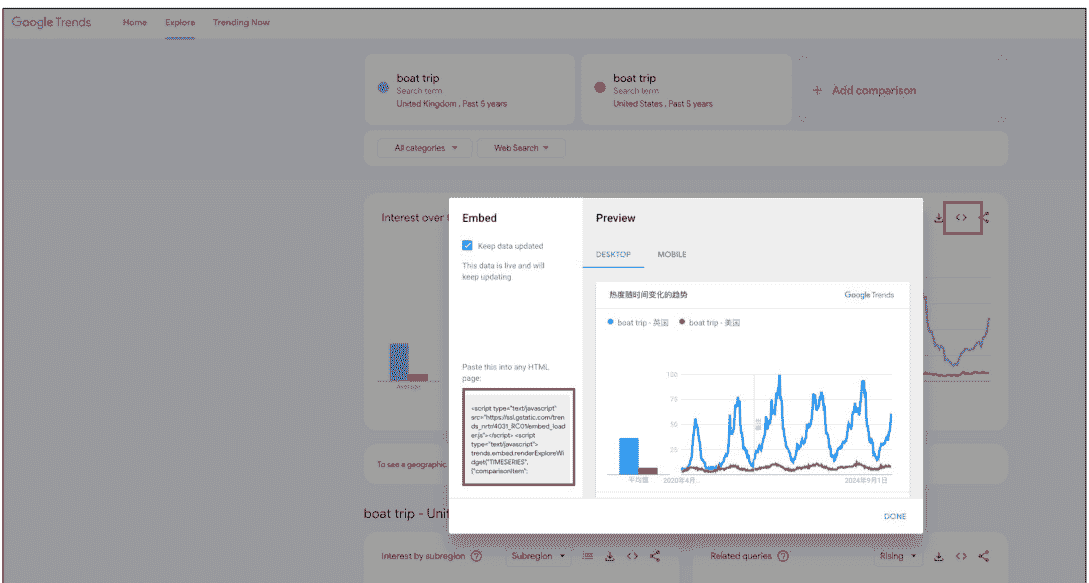 Google Trends Home Explore Trending Now
boat trip
Search term
United Kingdom , Past 5 years
boat trip
Search term
United States , Past 5 years
+ Add comparison
All categories
Web Search
Interest over
Average
To see a geographic
boat trip - Unit
Interest by subregion
Subregion
Related queries
Rising
Embed
Keep data updated
This data is live and will
keep updating
Paste this into any HTML
page:
<script type="text/javascript"
src="https://ssl.gstatic.com/tren
ds_nrtr/4031_RC01/embed_load
er.js"></script> <script
type="text/javascript">
trends.embed.renderExploreWi
dget("TIMESERIES",
{"comparisonItem":
Preview
DESKTOP MOBILE
热度随时间变化的趋势
Google Trends
boat trip - 英国 boat trip - 美国
100
75
50
25
平均值
2020年4月…
2024年9月1日
DONE